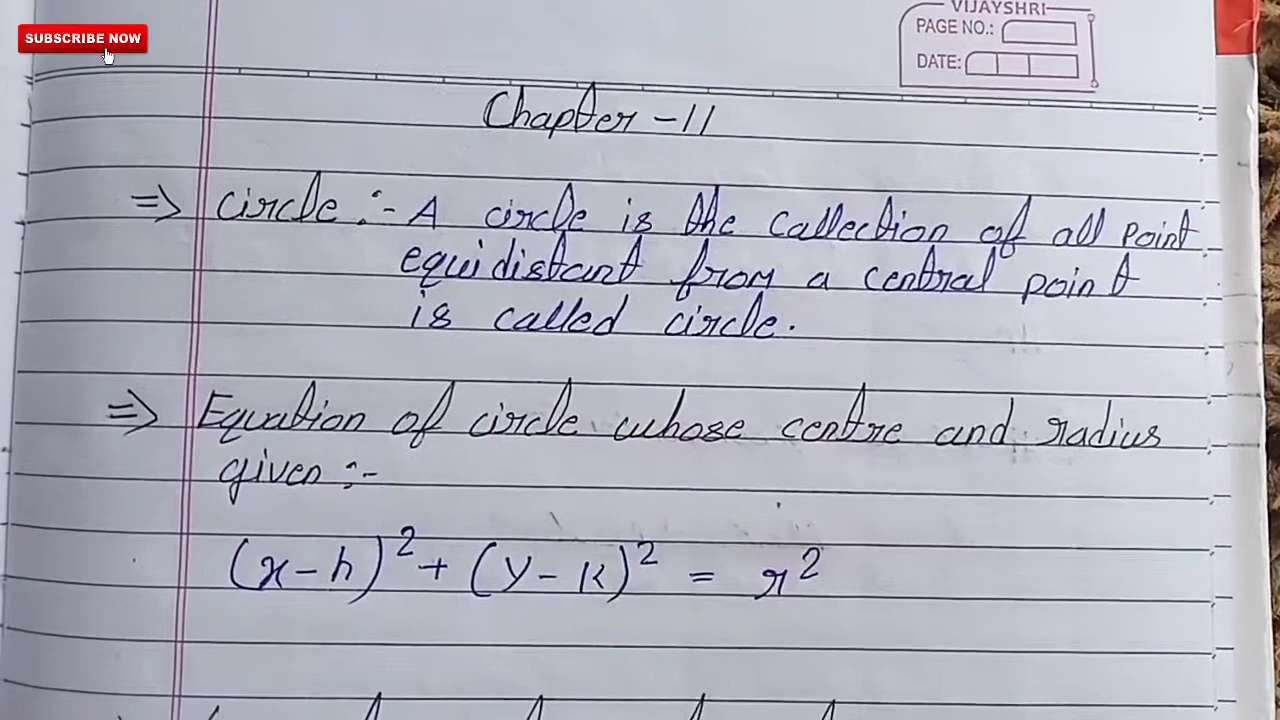 SUBSCRIBE NOW
VIJAYSHRI
PAGE NO.:
DATE:
Chapter - 11
⇒ circle :- A circle is the callection of all point
equidistant from a central point
is called circle.
⇒ Equation of circle whose centre and radius
given :-
(x-h)² + (y-k)² = r²